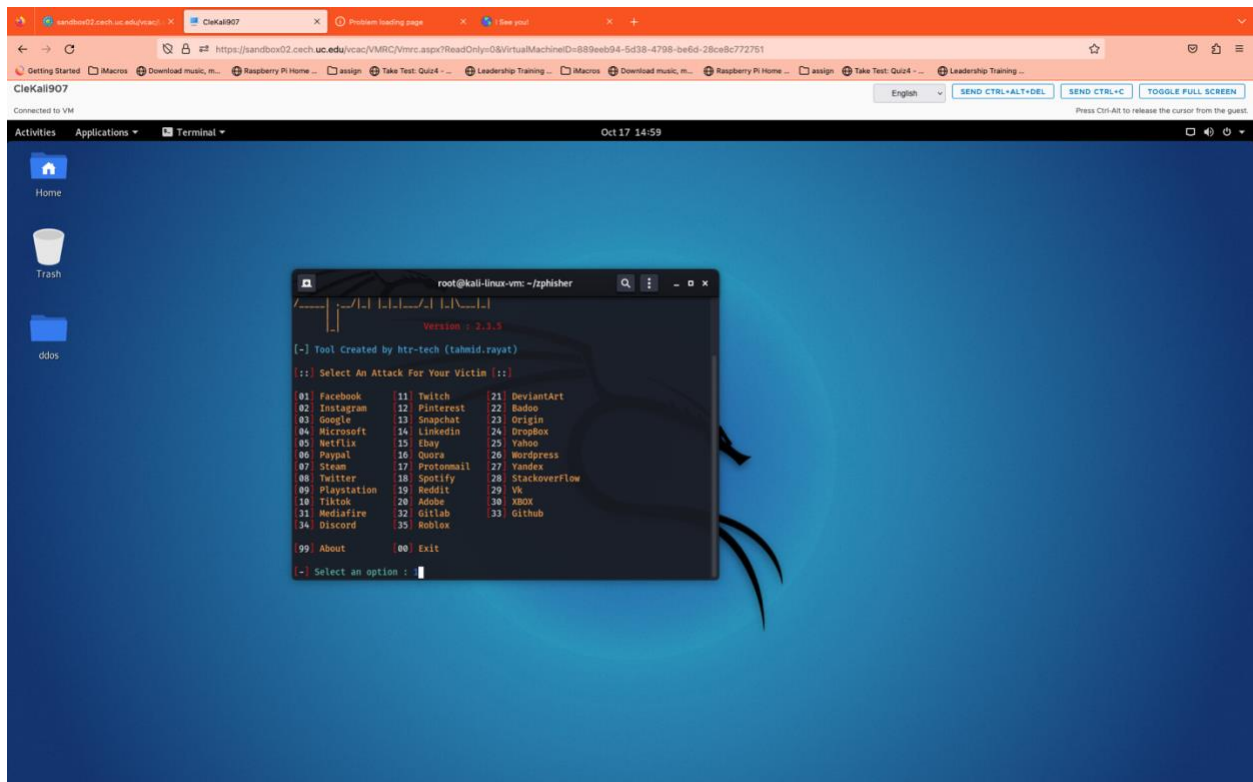 sandbox02.cech.uc.edu/vcac/ CleKali907 Problem loading page I See you!
https://sandbox02.cech.uc.edu/vcac/VMRC/Vmrc.aspx?ReadOnly=0&VirtualMachineID=889eeb94-5d38-4798-be6d-28ce8c772751
Getting Started iMacros Download music, m... Raspberry Pi Home ... assign Take Test: Quiz4 - ... Leadership Training ... iMacros Download music, m... Raspberry Pi Home ... assign Take Test: Quiz4 - ... Leadership Training ...
CleKali907 English SEND CTRL+ALT+DEL SEND CTRL+C TOGGLE FULL SCREEN
Connected to VM Press Ctrl-Alt to release the cursor from the guest.
Activities Applications Terminal Oct 17 14:59
Home
Trash
ddos
root@kali-linux-vm: ~/zphisher
Version : 2.3.5
[-] Tool Created by htr-tech (tahmid.rayat)
[::] Select An Attack For Your Victim [::]
[01] Facebook [11] Twitch [21] DeviantArt
[02] Instagram [12] Pinterest [22] Badoo
[03] Google [13] Snapchat [23] Origin
[04] Microsoft [14] Linkedin [24] DropBox
[05] Netflix [15] Ebay [25] Yahoo
[06] Paypal [16] Quora [26] Wordpress
[07] Steam [17] Protonmail [27] Yandex
[08] Twitter [18] Spotify [28] StackoverFlow
[09] Playstation [19] Reddit [29] Vk
[10] Tiktok [20] Adobe [30] XBOX
[31] Mediafire [32] Gitlab [33] Github
[34] Discord [35] Roblox
[99] About [00] Exit
[-] Select an option :